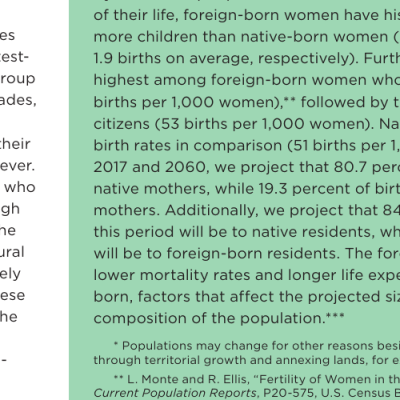 es
est-
roup
ades,
heir
ever.
who
gh
he
ural
ely
ese
he
-
of their life, foreign-born women have his
more children than native-born women (
1.9 births on average, respectively). Furt
highest among foreign-born women who
births per 1,000 women),** followed by t
citizens (53 births per 1,000 women). Na
birth rates in comparison (51 births per 1,
2017 and 2060, we project that 80.7 perc
native mothers, while 19.3 percent of birt
mothers. Additionally, we project that 84
this period will be to native residents, wh
will be to foreign-born residents. The for
lower mortality rates and longer life expe
born, factors that affect the projected siz
composition of the population.***
* Populations may change for other reasons besi
through territorial growth and annexing lands, for e
** L. Monte and R. Ellis, “Fertility of Women in th
Current Population Reports, P20-575, U.S. Census B